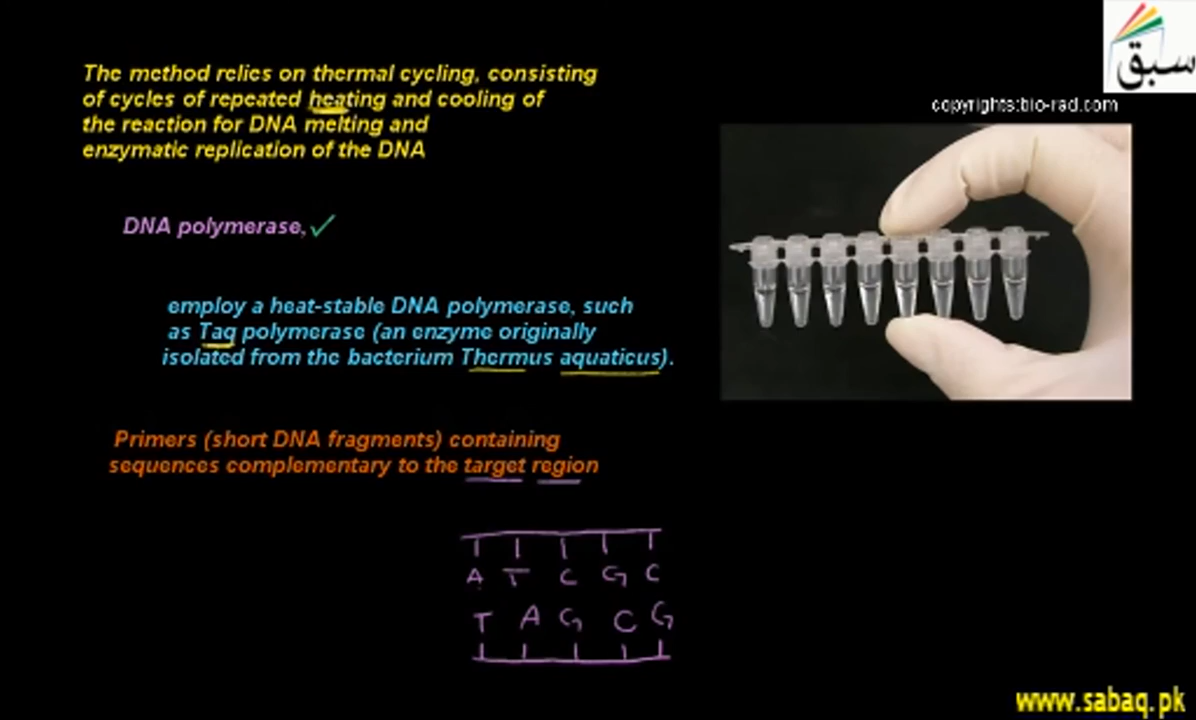 The method relies on thermal cycling, consisting
of cycles of repeated heating and cooling of
the reaction for DNA melting and
enzymatic replication of the DNA
DNA polymerase,
employ a heat-stable DNA polymerase, such
as Taq polymerase (an enzyme originally
isolated from the bacterium Thermus aquaticus).
Primers (short DNA fragments) containing
sequences complementary to the target region
A T C G C
T A G C G
سبق
copyrights:bio-rad.com
www.sabaq.pk